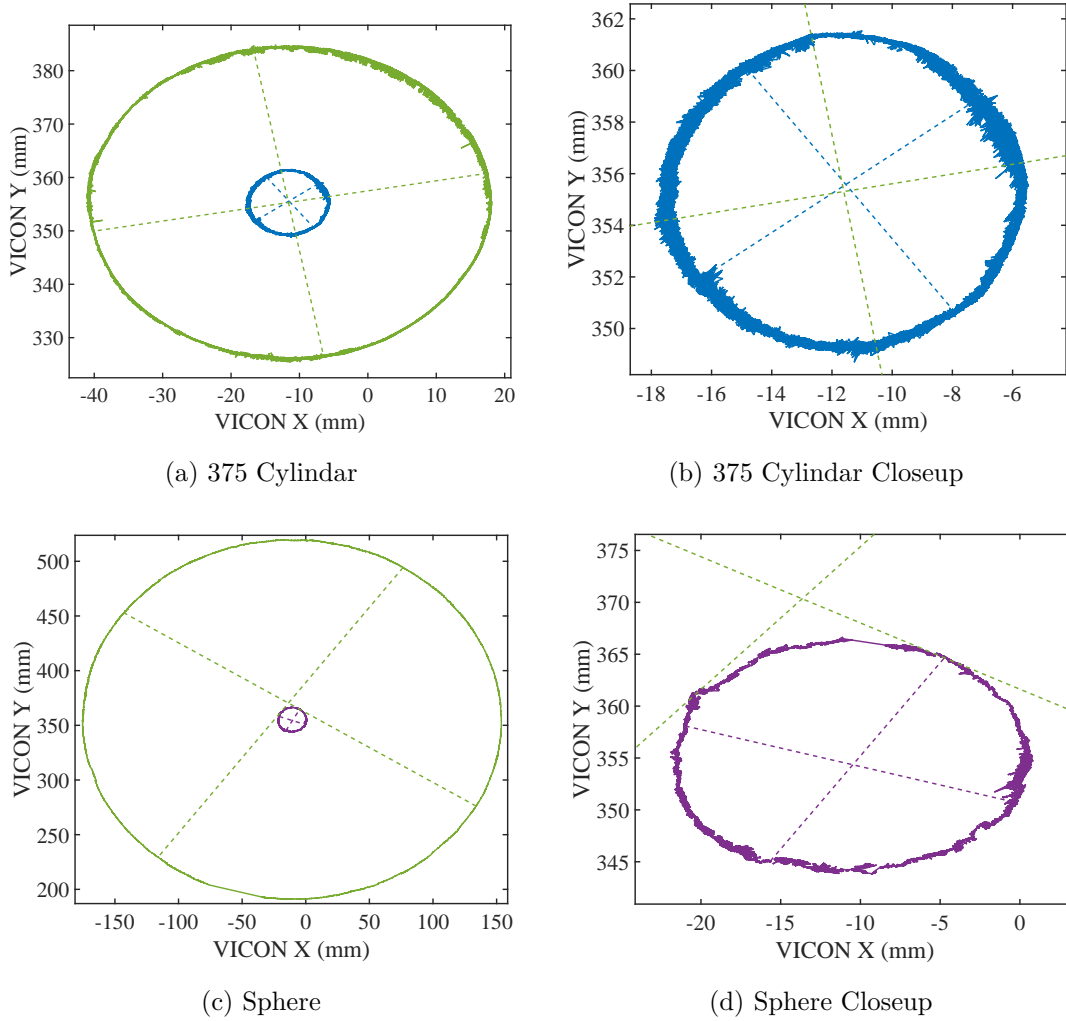 380
370
360
350
340
330
VICON Y (mm)
-40 -30 -20 -10 0 10 20
VICON X (mm)
(a) 375 Cylindar
362
360
358
356
354
352
350
VICON Y (mm)
-18 -16 -14 -12 -10 -8 -6
VICON X (mm)
(b) 375 Cylindar Closeup
500
450
400
350
300
250
200
VICON Y (mm)
-150 -100 -50 0 50 100 150
VICON X (mm)
(c) Sphere
375
370
365
360
355
350
345
VICON Y (mm)
-20 -15 -10 -5 0
VICON X (mm)
(d) Sphere Closeup